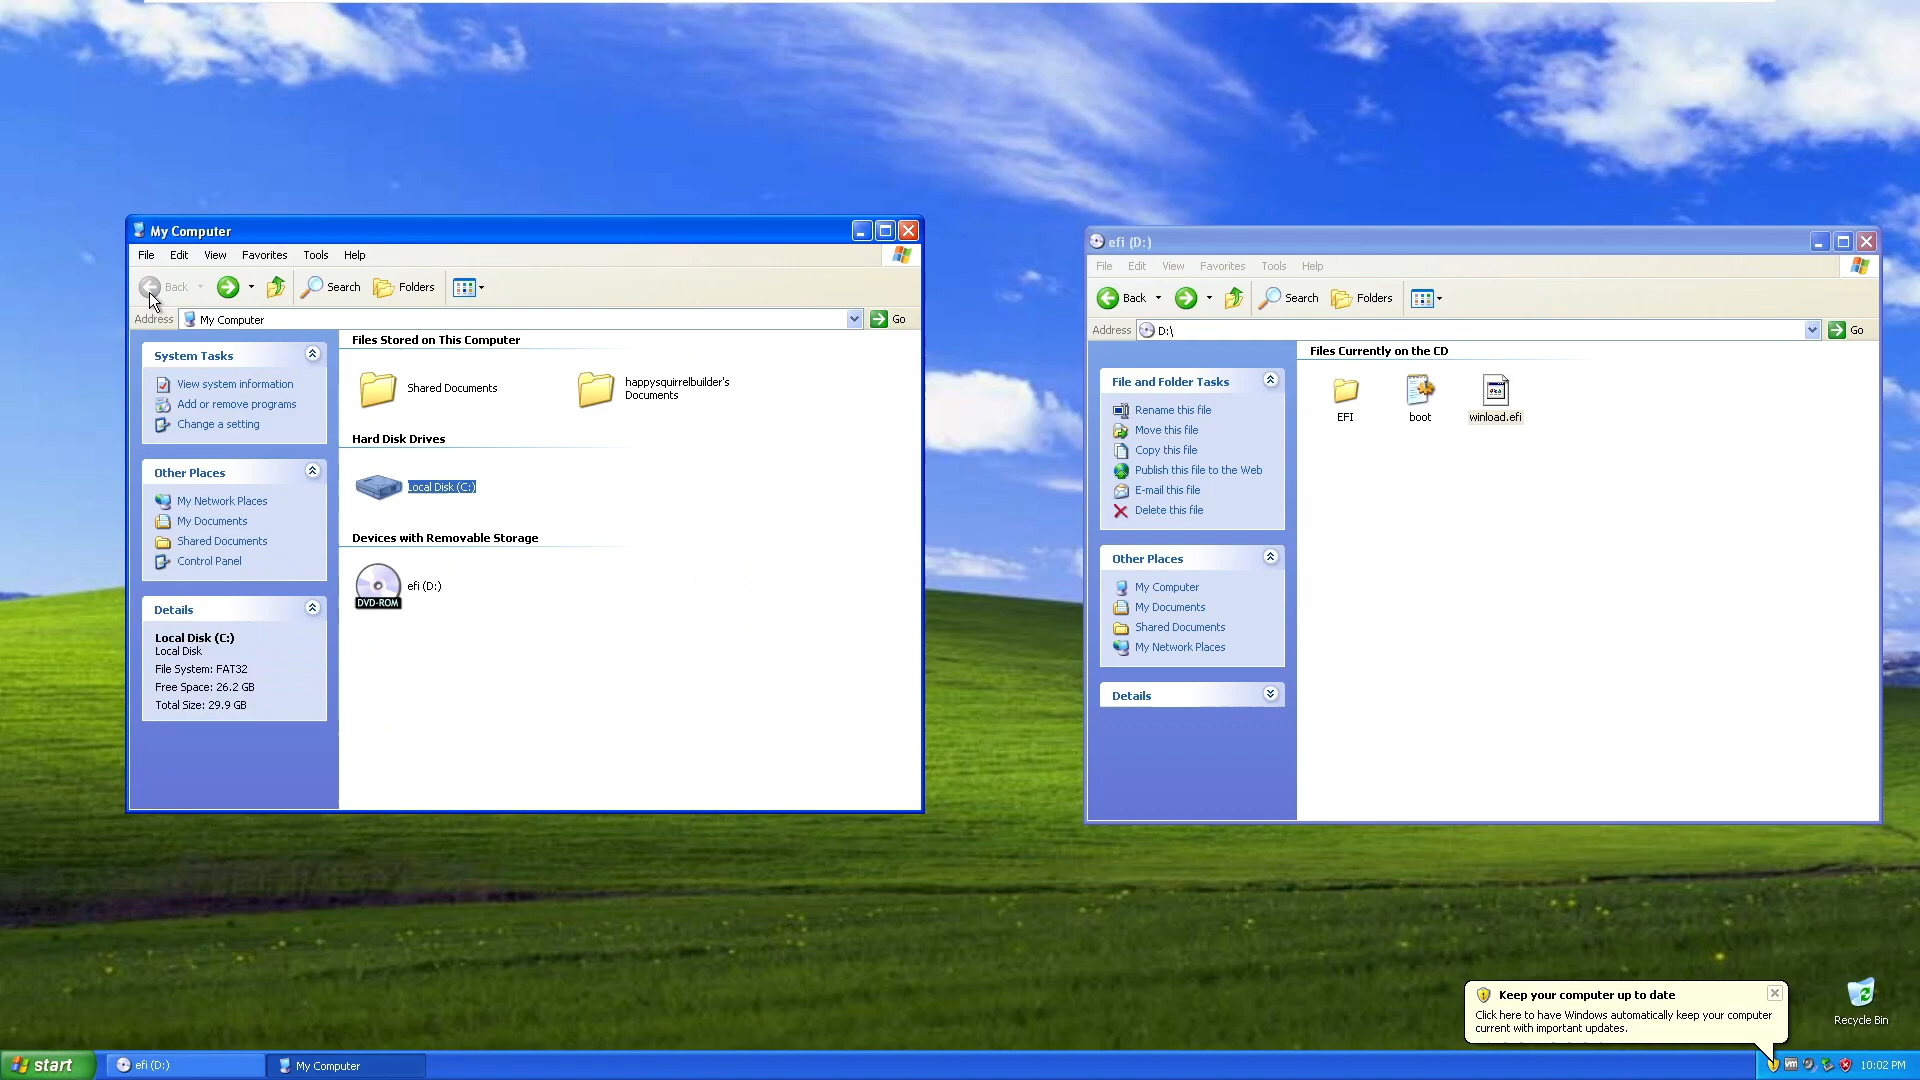 My Computer
File Edit View Favorites Tools Help
Back Search Folders
Address My Computer Go
System Tasks
View system information
Add or remove programs
Change a setting
Other Places
My Network Places
My Documents
Shared Documents
Control Panel
Details
Local Disk (C:)
Local Disk
File System: FAT32
Free Space: 26.2 GB
Total Size: 29.9 GB
Files Stored on This Computer
Shared Documents
happysquirrelbuilder's
Documents
Hard Disk Drives
Local Disk (C:)
Devices with Removable Storage
DVD-ROM
efi (D:)
efi (D:)
File Edit View Favorites Tools Help
Back Search Folders
Address D:\ Go
File and Folder Tasks
Rename this file
Move this file
Copy this file
Publish this file to the Web
E-mail this file
Delete this file
Other Places
My Computer
My Documents
Shared Documents
My Network Places
Details
Files Currently on the CD
EFI boot winload.efi
Keep your computer up to date
Click here to have Windows automatically keep your computer
current with important updates.
Recycle Bin
start efi (D:) My Computer vm 10:02 PM